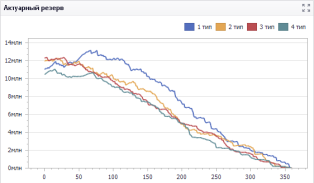 Актуарный резерв
1 тип 2 тип 3 тип 4 тип
14млн
12млн
10млн
8млн
6млн
4млн
2млн
0млн
0 50 100 150 200 250 300 350